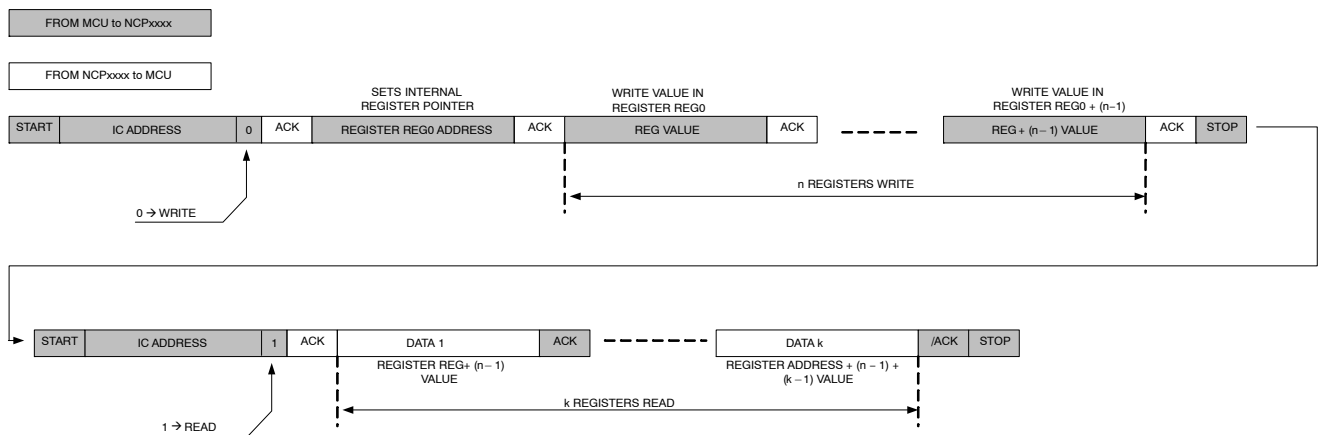 FROM MCU to NCPxxxx
FROM NCPxxxx to MCU
SETS INTERNAL
REGISTER POINTER
WRITE VALUE IN
REGISTER REG0
WRITE VALUE IN
REGISTER REG0 + (n−1)
START IC ADDRESS 0 ACK REGISTER REG0 ADDRESS ACK REG VALUE ACK REG + (n − 1) VALUE ACK STOP
n REGISTERS WRITE
0 → WRITE
START IC ADDRESS 1 ACK DATA 1 ACK DATA k /ACK STOP
REGISTER REG+ (n − 1)
VALUE
REGISTER ADDRESS + (n − 1) +
(k − 1) VALUE
k REGISTERS READ
1 → READ